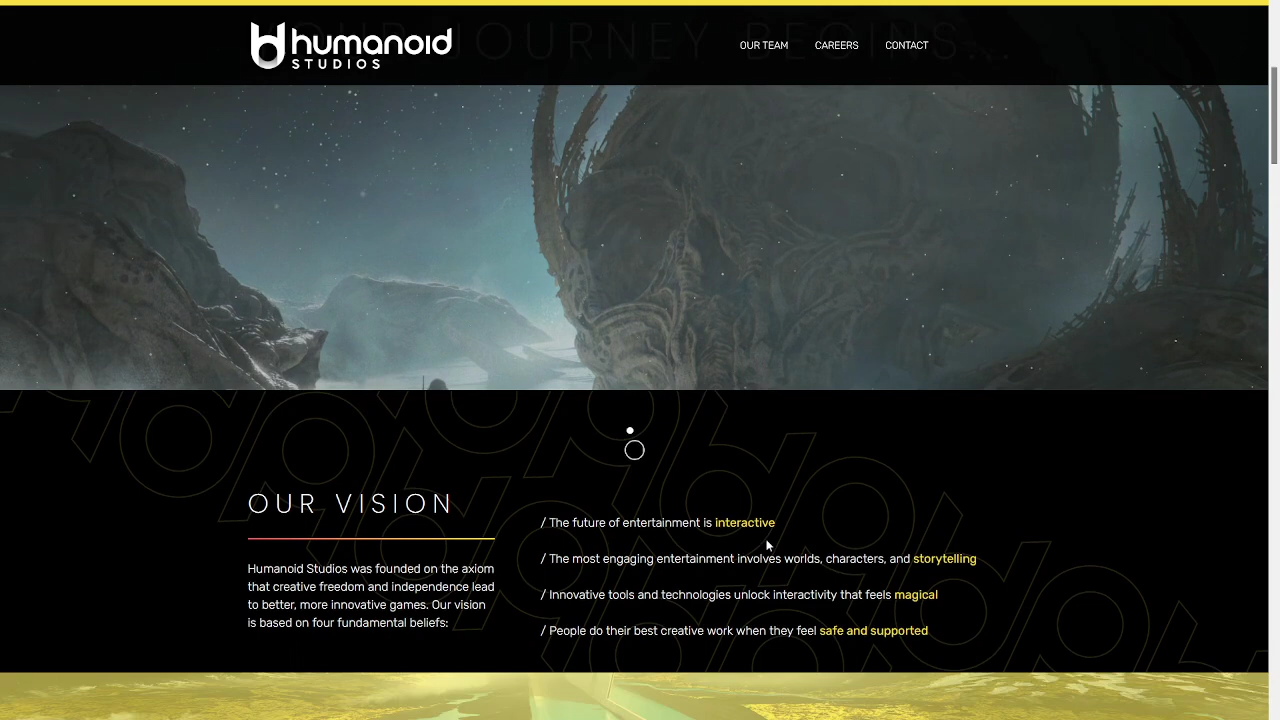 YOUR JOURNEY BEGINS...
humanoid
STUDIOS
OUR TEAM
CAREERS
CONTACT
OUR VISION
Humanoid Studios was founded on the axiom
that creative freedom and independence lead
to better, more innovative games. Our vision
is based on four fundamental beliefs:
/ The future of entertainment is interactive
/ The most engaging entertainment involves worlds, characters, and storytelling
/ Innovative tools and technologies unlock interactivity that feels magical
/ People do their best creative work when they feel safe and supported